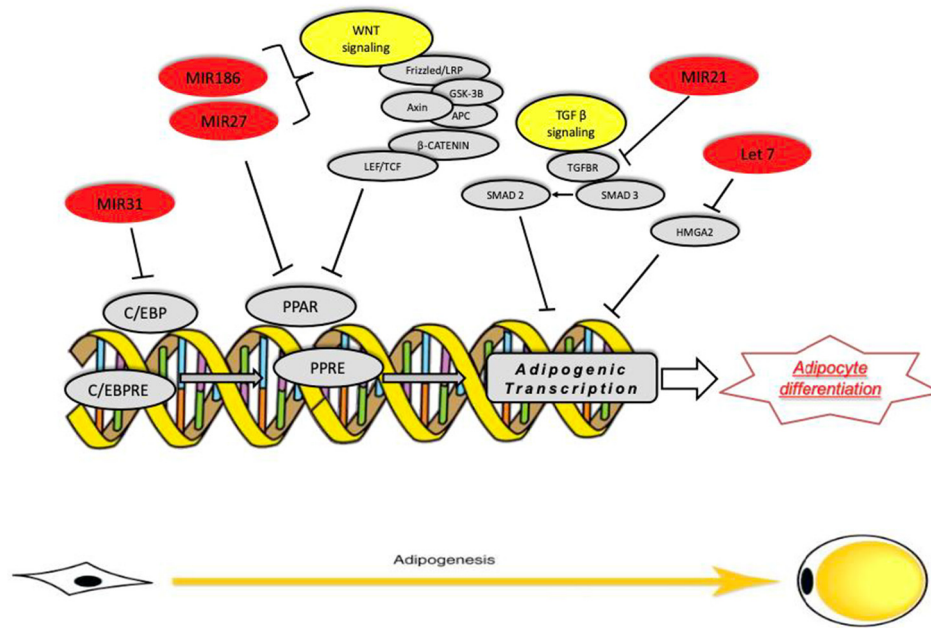 WNT
signaling
MIR186
MIR27
Frizzled/LRP
GSK-3B
Axin
APC
β-CATENIN
LEF/TCF
TGF β
signaling
MIR21
TGFBR
SMAD 2
SMAD 3
Let 7
HMGA2
MIR31
C/EBP
PPAR
C/EBPRE
PPRE
Adipogenic
Transcription
Adipocyte
differentiation
Adipogenesis